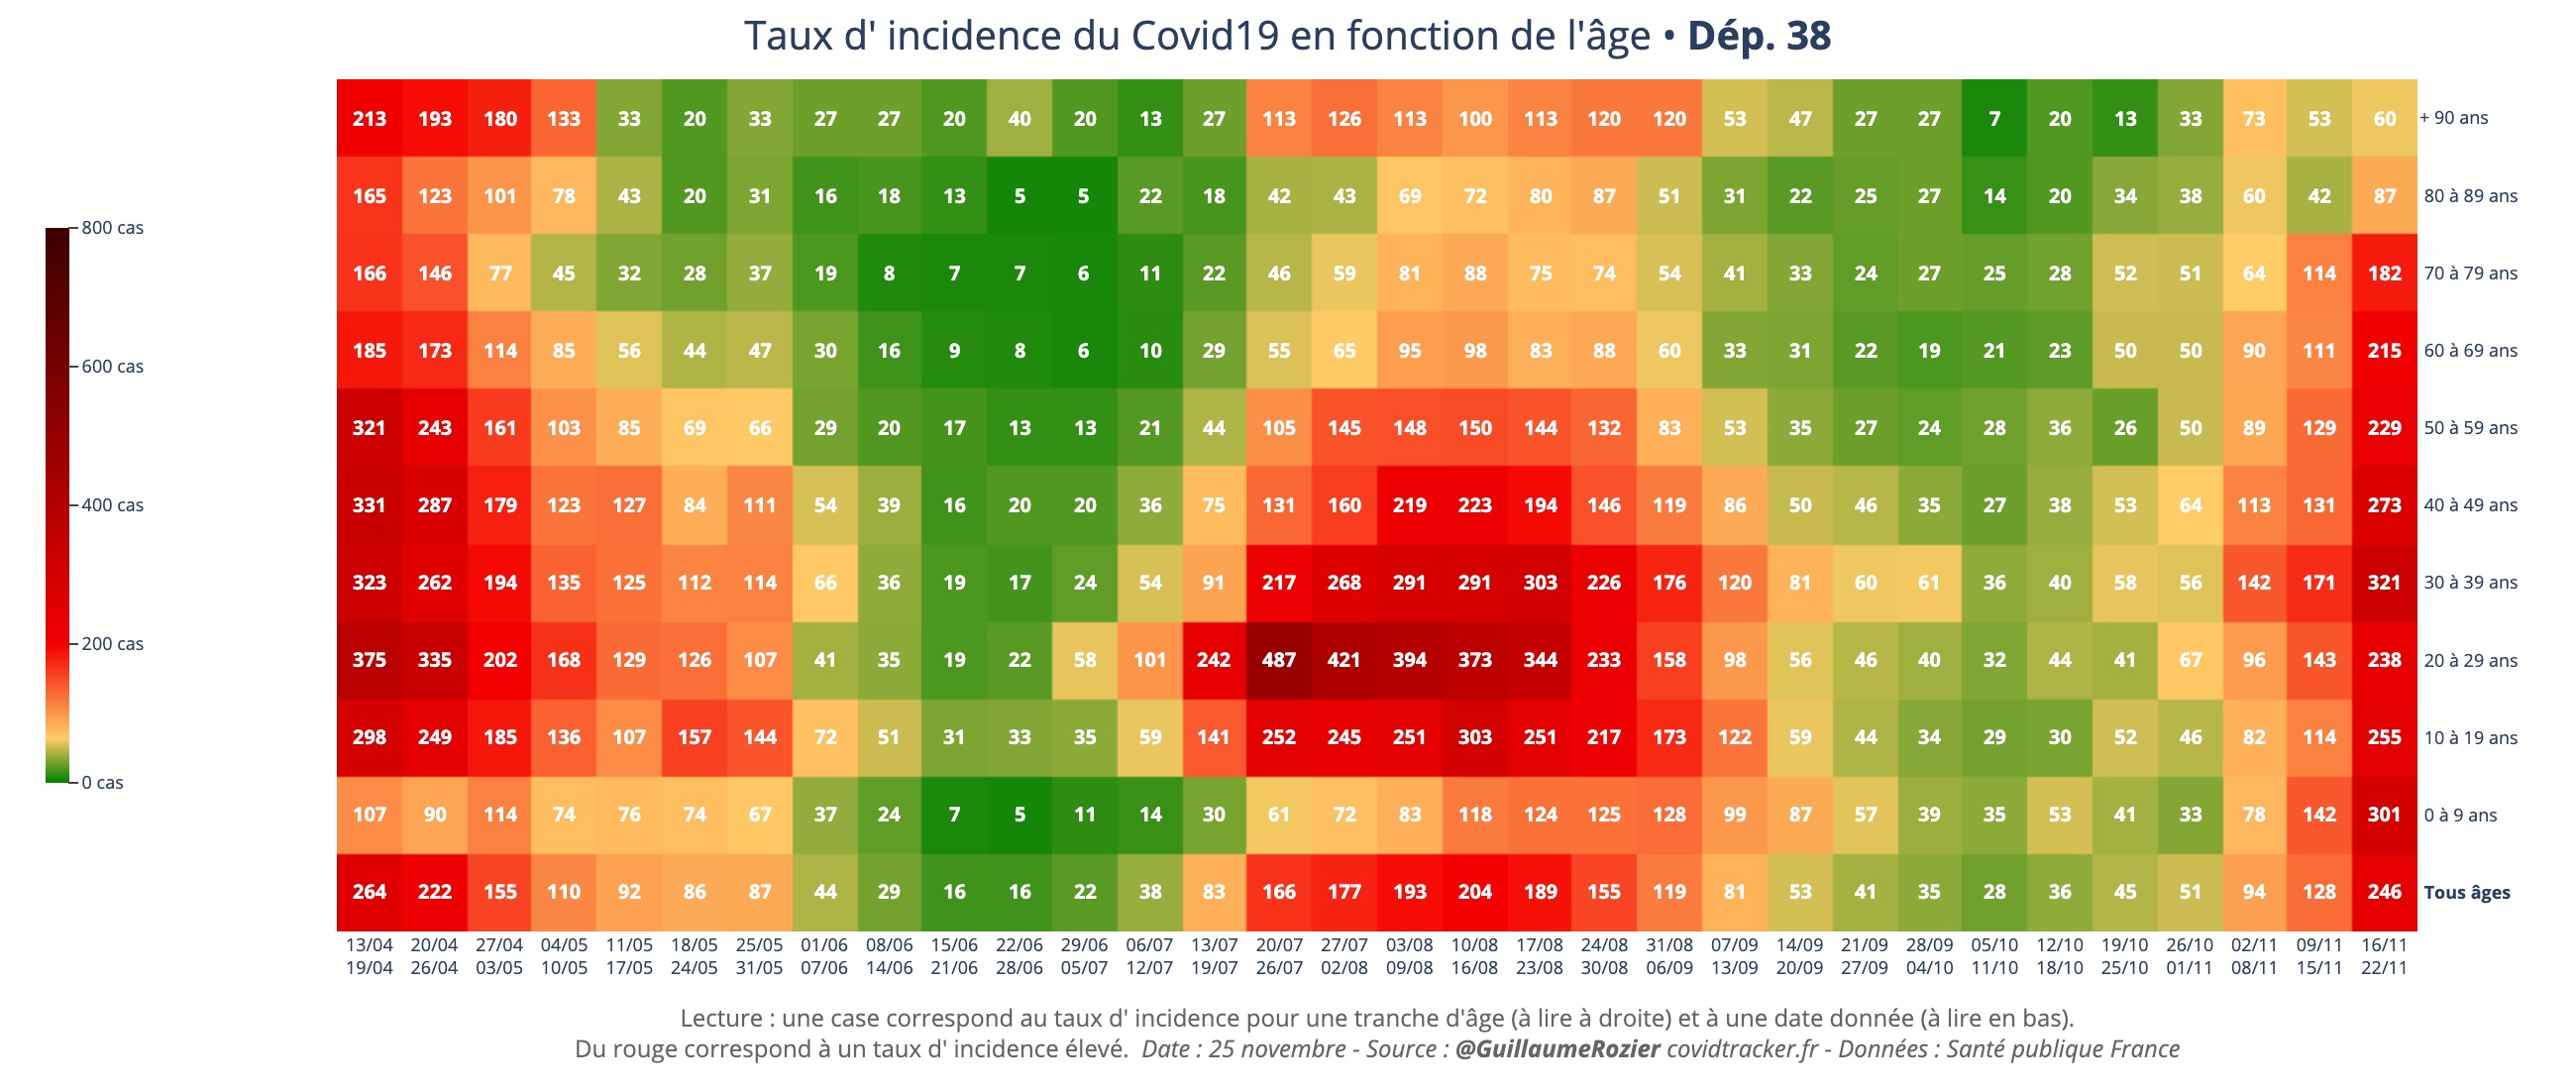 Taux d' incidence du Covid19 en fonction de l'âge • Dép. 38
800 cas
600 cas
400 cas
200 cas
0 cas
213 193 180 133 33 20 33 27 27 20 40 20 13 27 113 126 113 100 113 120 120 53 47 27 27 7 20 13 33 73 53 60 + 90 ans
165 123 101 78 43 20 31 16 18 13 5 5 22 18 42 43 69 72 80 87 51 31 22 25 27 14 20 34 38 60 42 87 80 à 89 ans
166 146 77 45 32 28 37 19 8 7 7 6 11 22 46 59 81 88 75 74 54 41 33 24 27 25 28 52 51 64 114 182 70 à 79 ans
185 173 114 85 56 44 47 30 16 9 8 6 10 29 55 65 95 98 83 88 60 33 31 22 19 21 23 50 50 90 111 215 60 à 69 ans
321 243 161 103 85 69 66 29 20 17 13 13 21 44 105 145 148 150 144 132 83 53 35 27 24 28 36 26 50 89 129 229 50 à 59 ans
331 287 179 123 127 84 111 54 39 16 20 20 36 75 131 160 219 223 194 146 119 86 50 46 35 27 38 53 64 113 131 273 40 à 49 ans
323 262 194 135 125 112 114 66 36 19 17 24 54 91 217 268 291 291 303 226 176 120 81 60 61 36 40 58 56 142 171 321 30 à 39 ans
375 335 202 168 129 126 107 41 35 19 22 58 101 242 487 421 394 373 344 233 158 98 56 46 40 32 44 41 67 96 143 238 20 à 29 ans
298 249 185 136 107 157 144 72 51 31 33 35 59 141 252 245 251 303 251 217 173 122 59 44 34 29 30 52 46 82 114 255 10 à 19 ans
107 90 114 74 76 74 67 37 24 7 5 11 14 30 61 72 83 118 124 125 128 99 87 57 39 35 53 41 33 78 142 301 0 à 9 ans
264 222 155 110 92 86 87 44 29 16 16 22 38 83 166 177 193 204 189 155 119 81 53 41 35 28 36 45 51 94 128 246 Tous âges
13/04 20/04 27/04 04/05 11/05 18/05 25/05 01/06 08/06 15/06 22/06 29/06 06/07 13/07 20/07 27/07 03/08 10/08 17/08 24/08 31/08 07/09 14/09 21/09 28/09 05/10 12/10 19/10 26/10 02/11 09/11 16/11
19/04 26/04 03/05 10/05 17/05 24/05 31/05 07/06 14/06 21/06 28/06 05/07 12/07 19/07 26/07 02/08 09/08 16/08 23/08 30/08 06/09 13/09 20/09 27/09 04/10 11/10 18/10 25/10 01/11 08/11 15/11 22/11
Lecture : une case correspond au taux d' incidence pour une tranche d'âge (à lire à droite) et à une date donnée (à lire en bas).
Du rouge correspond à un taux d' incidence élevé. Date : 25 novembre - Source : @GuillaumeRozier covidtracker.fr - Données : Santé publique France